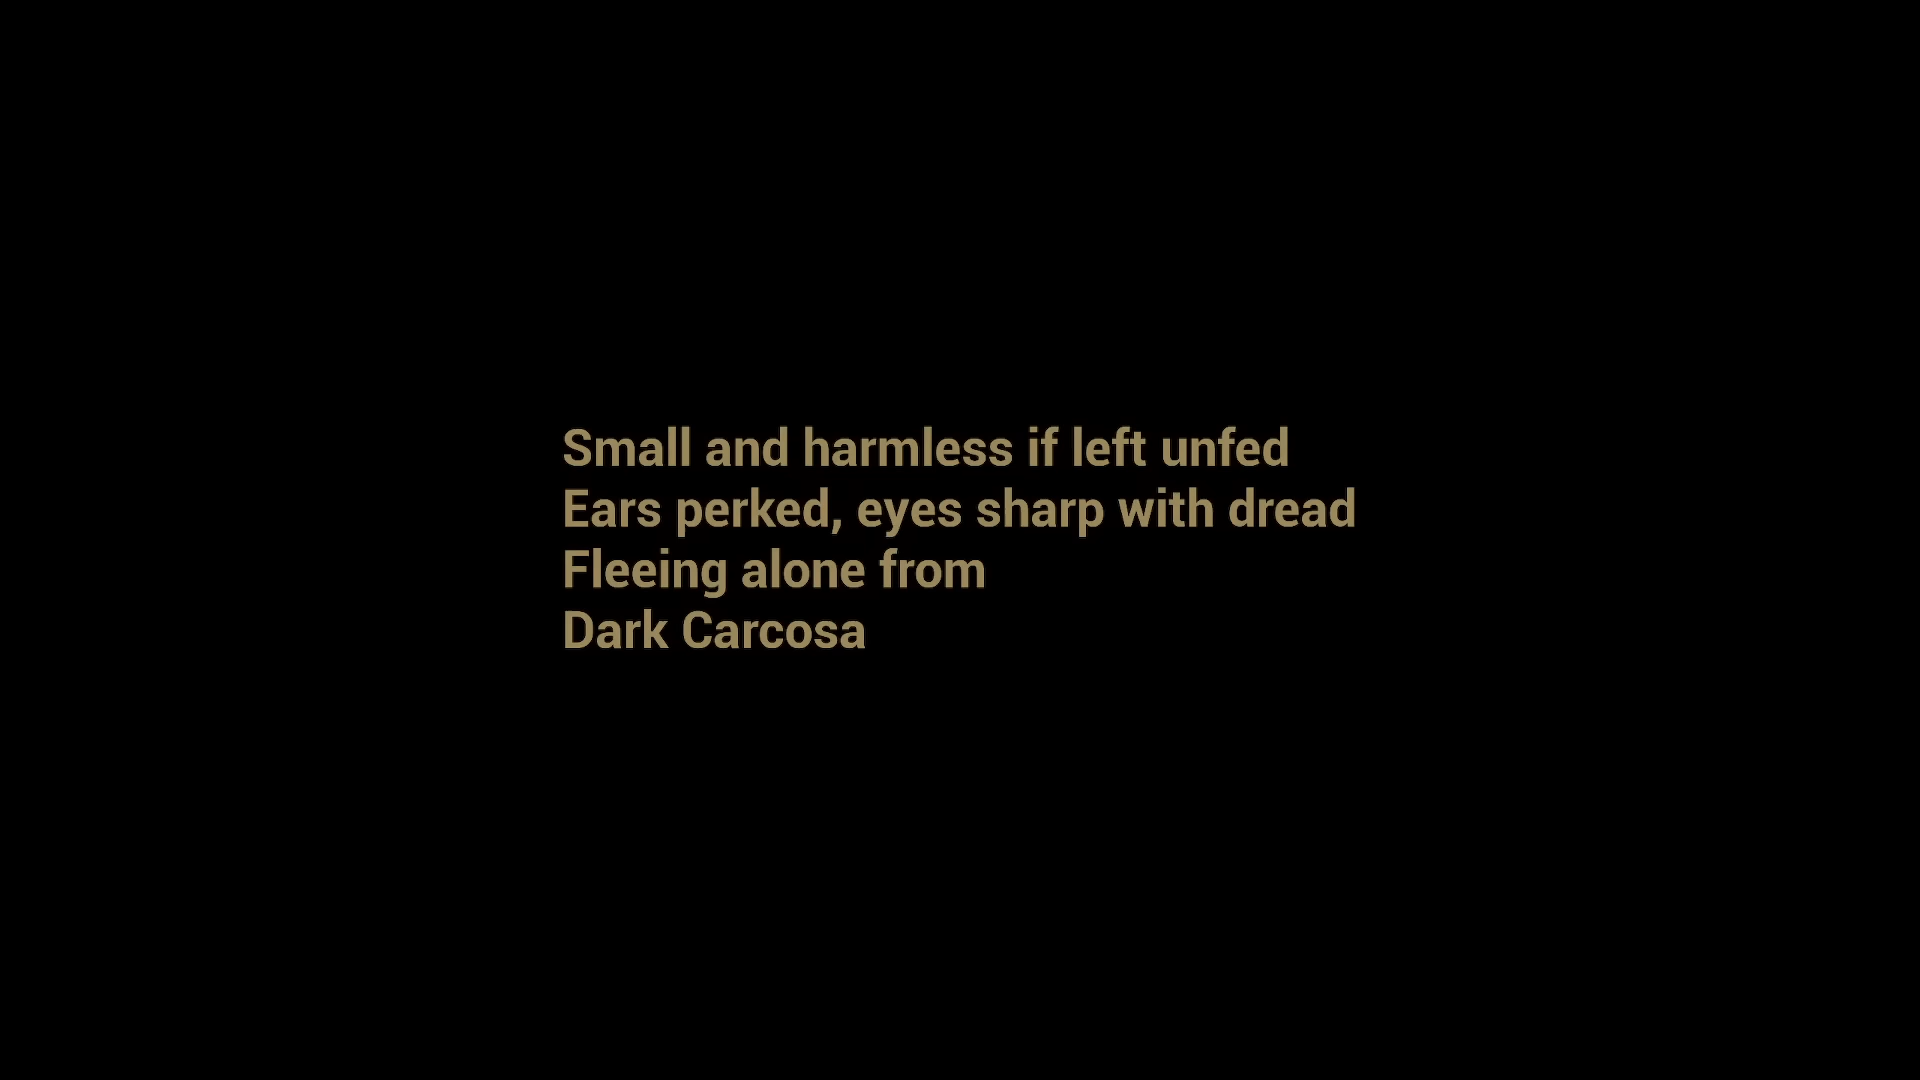 Small and harmless if left unfed
Ears perked, eyes sharp with dread
Fleeing alone from
Dark Carcosa